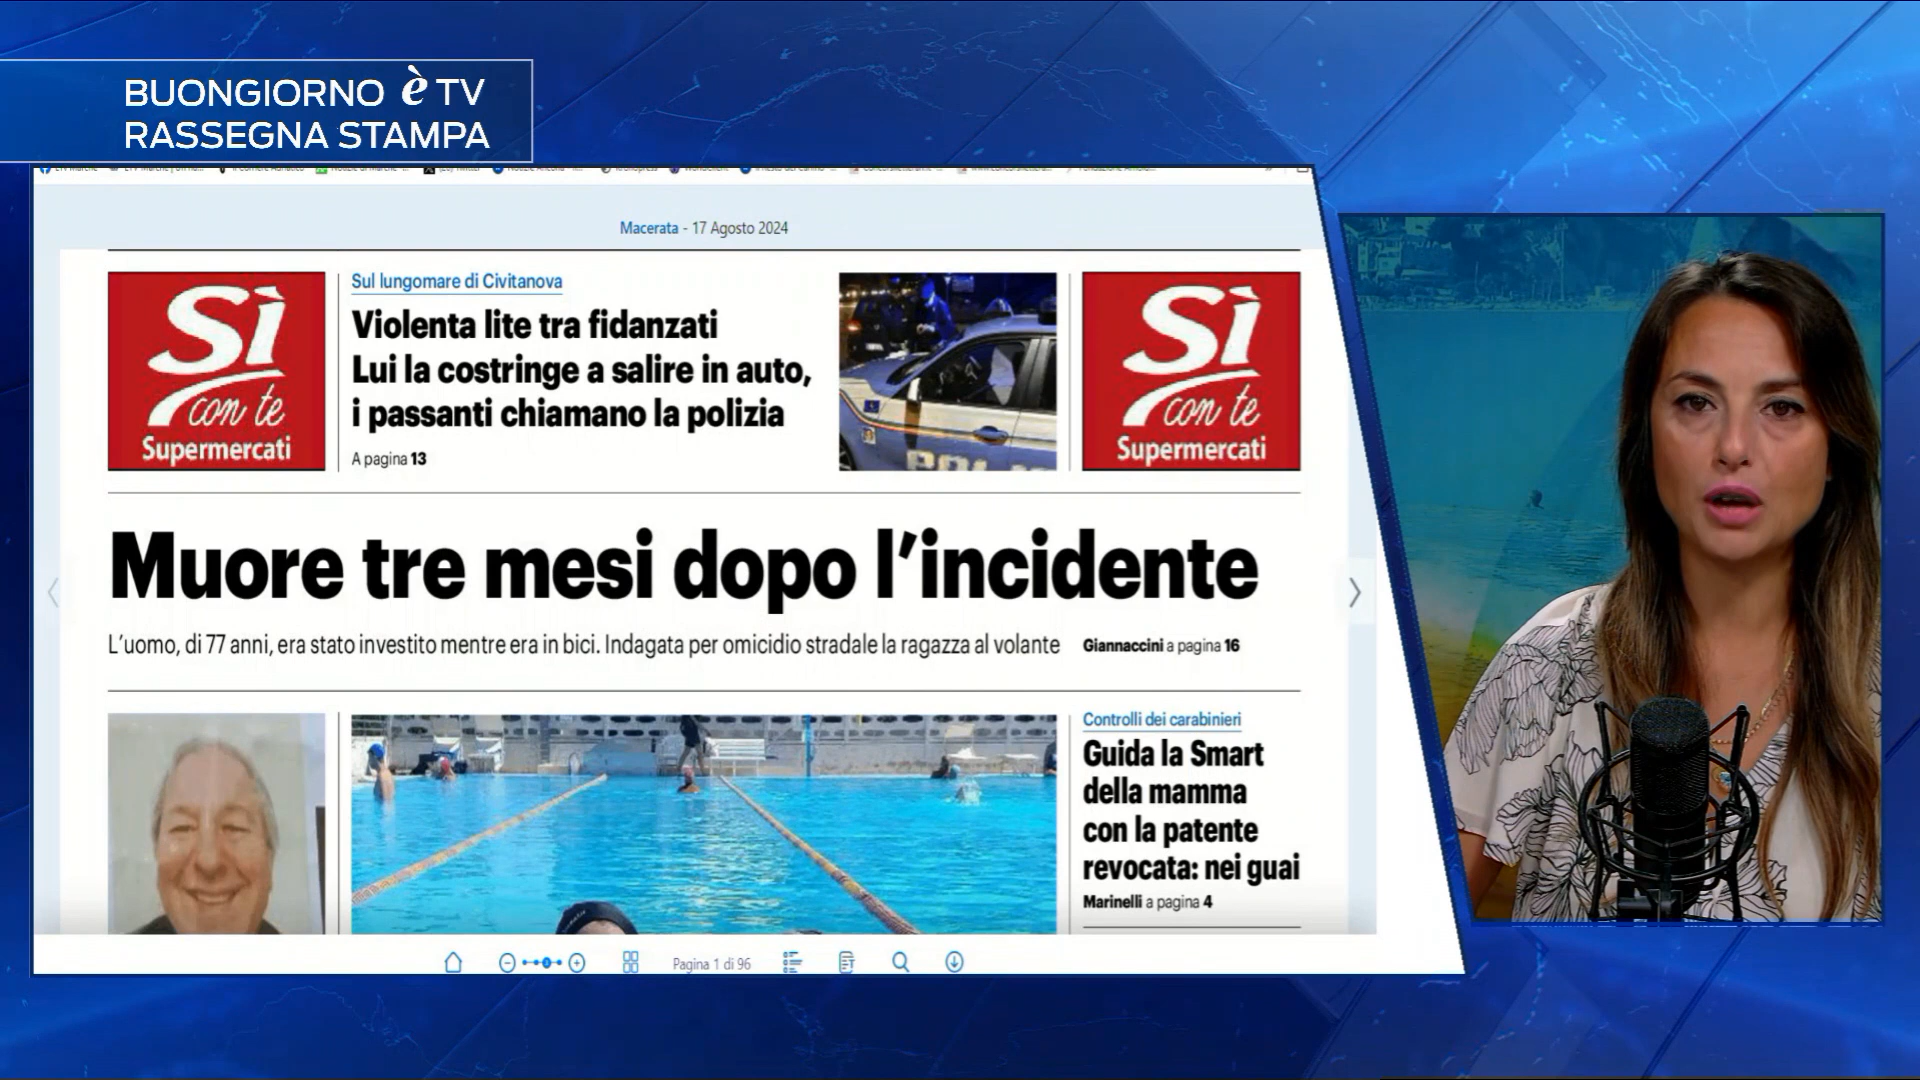 BUONGIORNO è TV
RASSEGNA STAMPA
Macerata - 17 Agosto 2024
Sì
con te
Supermercati
Sul lungomare di Civitanova
Violenta lite tra fidanzati
Lui la costringe a salire in auto,
i passanti chiamano la polizia
A pagina 13
Sì
con te
Supermercati
Muore tre mesi dopo l'incidente
L'uomo, di 77 anni, era stato investito mentre era in bici. Indagata per omicidio stradale la ragazza al volante
Giannaccini a pagina 16
Controlli dei carabinieri
Guida la Smart
della mamma
con la patente
revocata: nei guai
Marinelli a pagina 4
Pagina 1 di 96